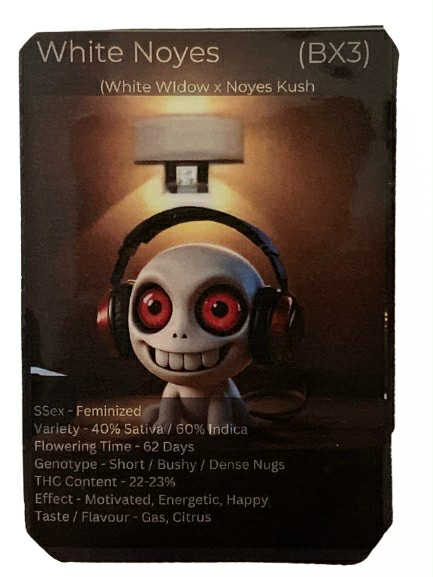 White Noyes (BX3)
(White WIdow x Noyes Kush
SSex - Feminized
Variety - 40% Sativa / 60% Indica
Flowering Time - 62 Days
Genotype - Short / Bushy / Dense Nugs
THC Content - 22-23%
Effect - Motivated, Energetic, Happy
Taste / Flavour - Gas, Citrus